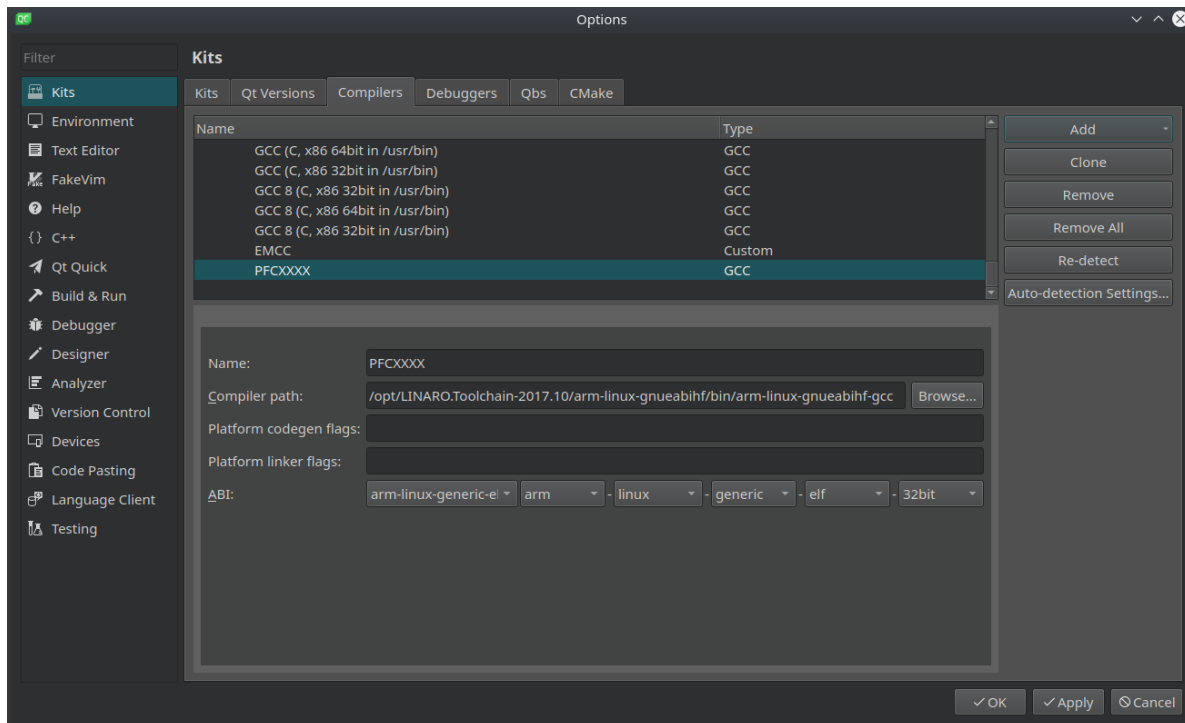 QC Options
Filter
Kits
Environment
Text Editor
FakeVim
Help
C++
Qt Quick
Build & Run
Debugger
Designer
Analyzer
Version Control
Devices
Code Pasting
Language Client
Testing
Kits
Kits Qt Versions Compilers Debuggers Qbs CMake
Name Type
GCC (C, x86 64bit in /usr/bin) GCC
GCC (C, x86 32bit in /usr/bin) GCC
GCC 8 (C, x86 32bit in /usr/bin) GCC
GCC 8 (C, x86 64bit in /usr/bin) GCC
GCC 8 (C, x86 32bit in /usr/bin) GCC
EMCC Custom
PFCXXXX GCC
Add
Clone
Remove
Remove All
Re-detect
Auto-detection Settings...
Name: PFCXXXX
Compiler path: /opt/LINARO.Toolchain-2017.10/arm-linux-gnueabihf/bin/arm-linux-gnueabihf-gcc Browse...
Platform codegen flags:
Platform linker flags:
ABI: arm-linux-generic-el arm - linux - generic - elf - 32bit
OK Apply Cancel